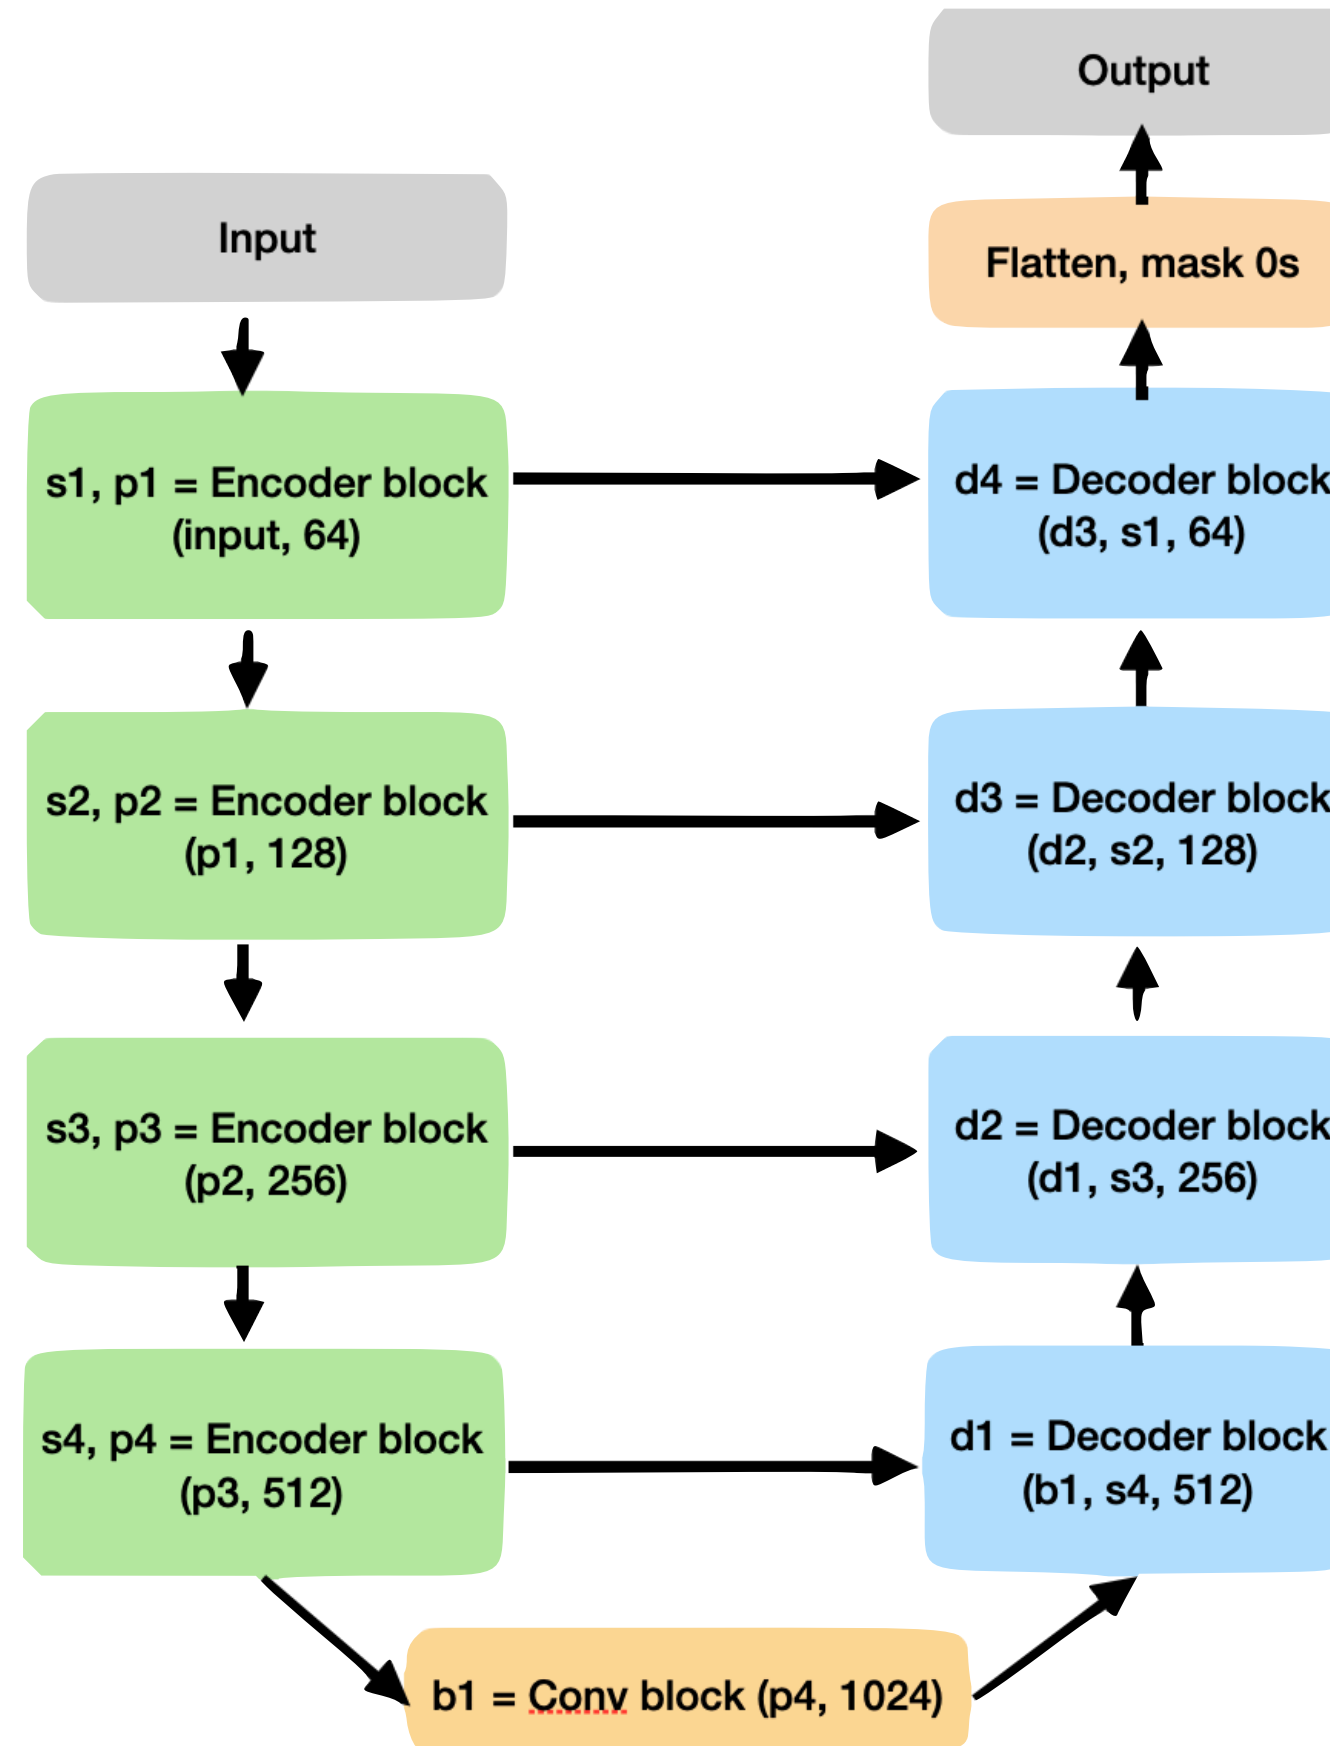 Output
Input
Flatten, mask 0s
s1, p1 = Encoder block
(input, 64)
d4 = Decoder block
(d3, s1, 64)
s2, p2 = Encoder block
(p1, 128)
d3 = Decoder block
(d2, s2, 128)
s3, p3 = Encoder block
(p2, 256)
d2 = Decoder block
(d1, s3, 256)
s4, p4 = Encoder block
(p3, 512)
d1 = Decoder block
(b1, s4, 512)
b1 = Conv block (p4, 1024)